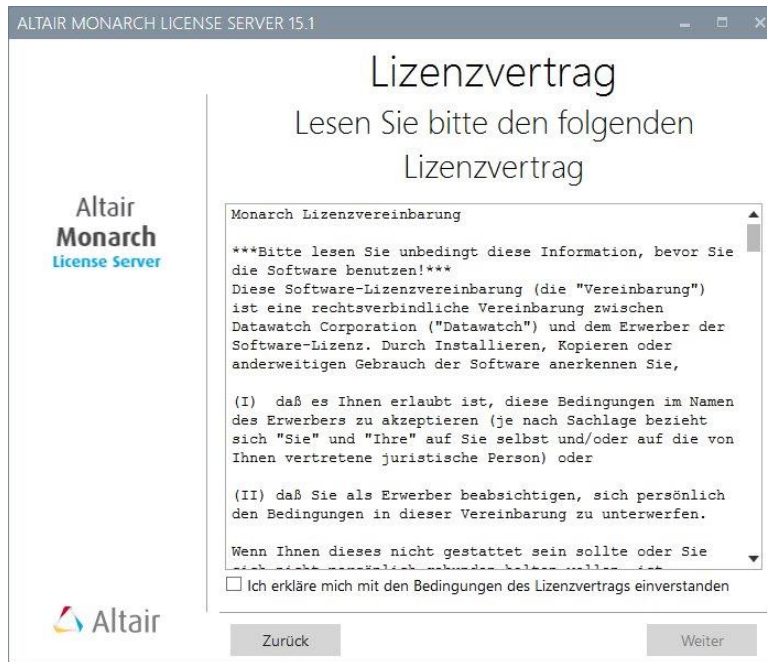 ALTAIR MONARCH LICENSE SERVER 15.1
Lizenzvertrag
Lesen Sie bitte den folgenden
Lizenzvertrag
Altair
Monarch
License Server
Monarch Lizenzvereinbarung
***Bitte lesen Sie unbedingt diese Information, bevor Sie
die Software benutzen!***
Diese Software-Lizenzvereinbarung (die "Vereinbarung")
ist eine rechtsverbindliche Vereinbarung zwischen
Datawatch Corporation ("Datawatch") und dem Erwerber der
Software-Lizenz. Durch Installieren, Kopieren oder
anderweitigen Gebrauch der Software anerkennen Sie,
(I) daß es Ihnen erlaubt ist, diese Bedingungen im Namen
des Erwerbers zu akzeptieren (je nach Sachlage bezieht
sich "Sie" und "Ihre" auf Sie selbst und/oder auf die von
Ihnen vertretene juristische Person) oder
(II) daß Sie als Erwerber beabsichtigen, sich persönlich
den Bedingungen in dieser Vereinbarung zu unterwerfen.
Wenn Ihnen dieses nicht gestattet sein sollte oder Sie
Ich erkläre mich mit den Bedingungen des Lizenzvertrags einverstanden
Altair
Zurück
Weiter